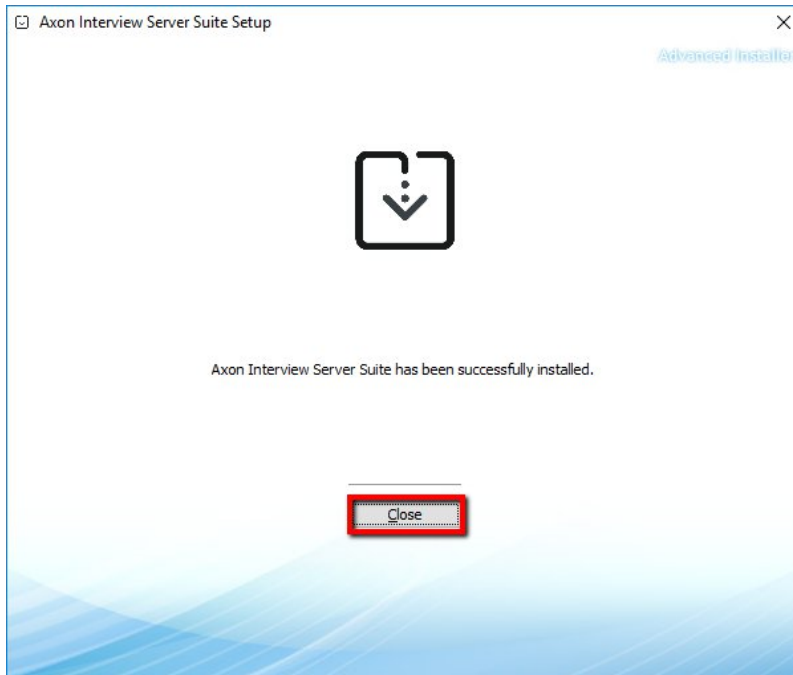 Axon Interview Server Suite Setup
Advanced Installer
Axon Interview Server Suite has been successfully installed.
Close